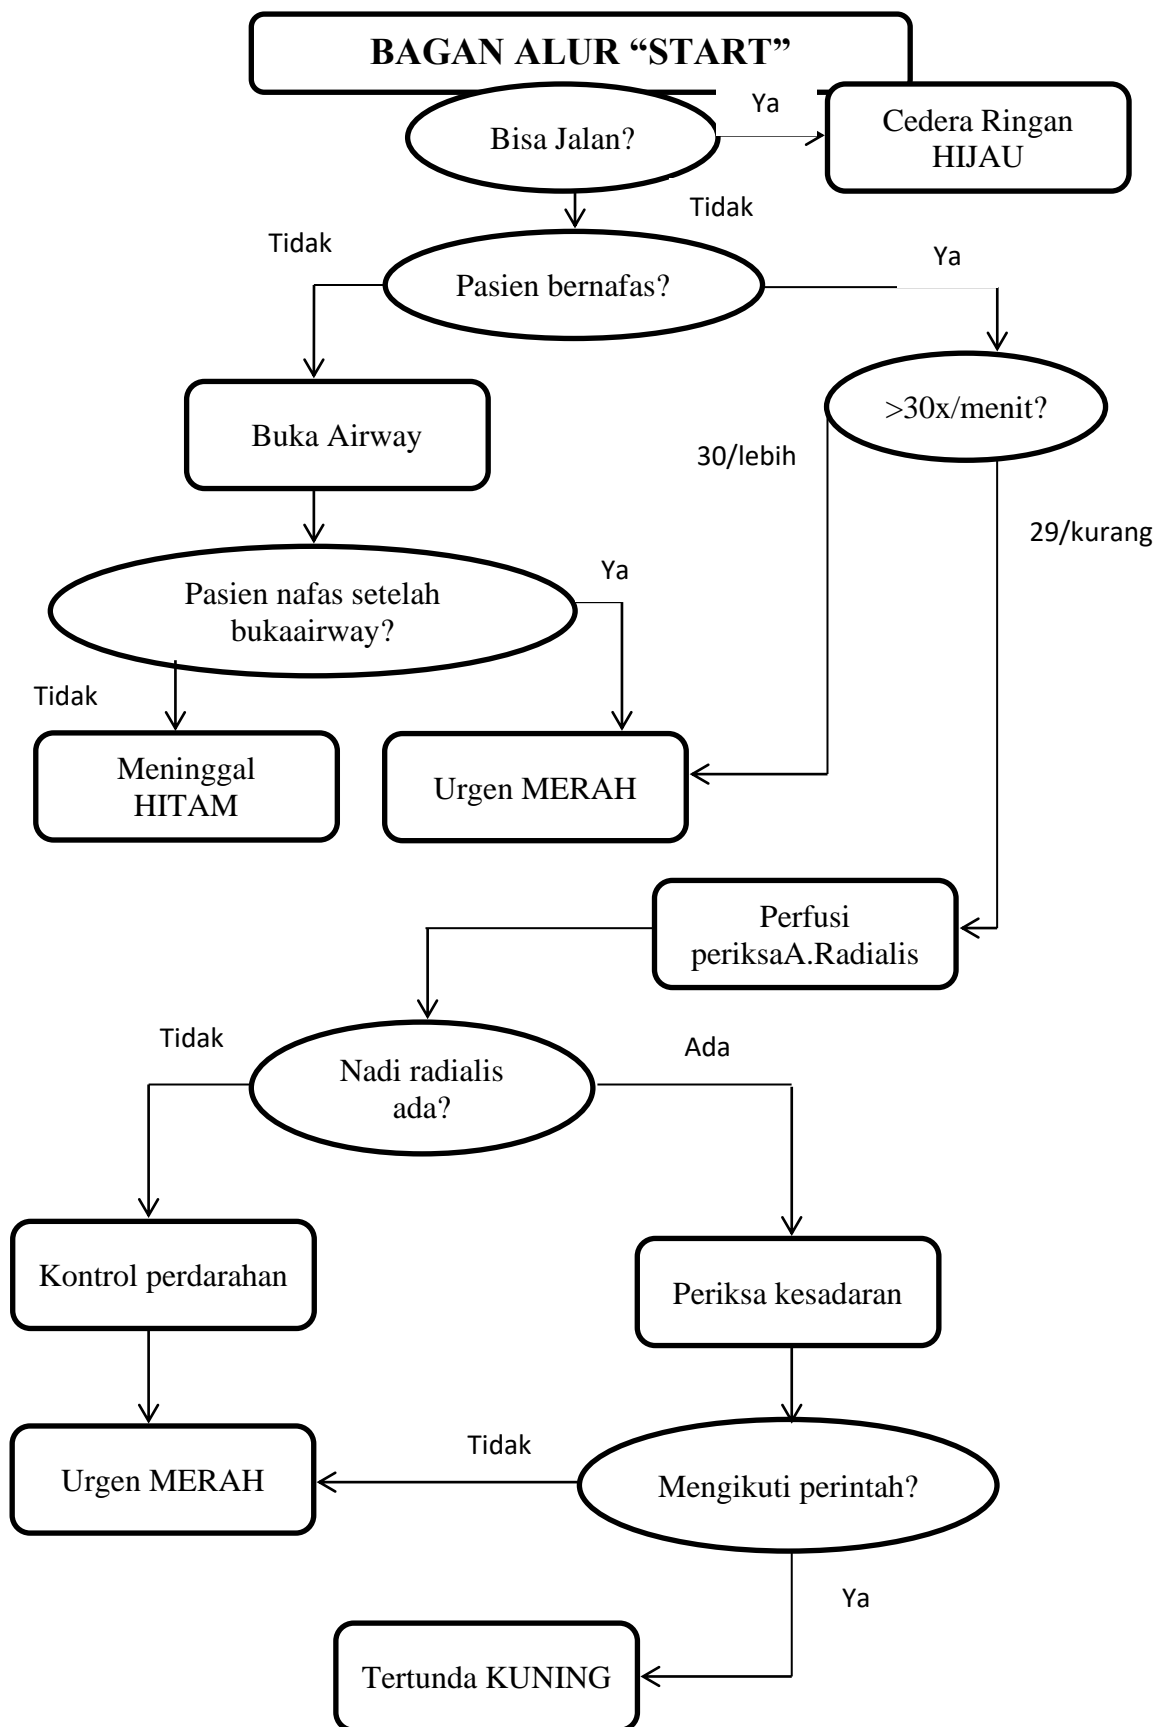 BAGAN ALUR “START”
Ya
Bisa Jalan?
Cedera Ringan
HIJAU
Tidak
Tidak
Pasien bernafas?
Ya
>30x/menit?
Buka Airway
30/lebih
29/kurang
Pasien nafas setelah
bukaairway?
Ya
Tidak
Meninggal
HITAM
Urgen MERAH
Perfusi
periksaA.Radialis
Tidak
Nadi radialis
ada?
Ada
Kontrol perdarahan
Periksa kesadaran
Urgen MERAH
Tidak
Mengikuti perintah?
Ya
Tertunda KUNING